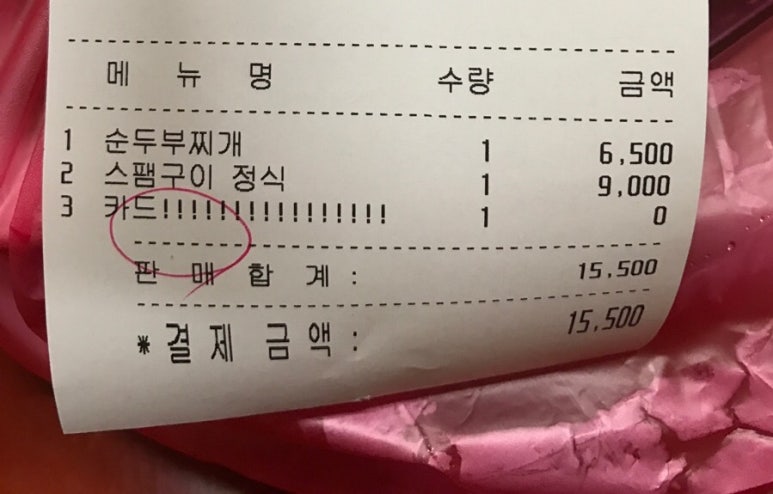 메 뉴 명 수량 금액
1 순두부찌개 1 6,500
2 스팸구이 정식 1 9,000
3 카드!!!!!!!!!!!!!!!! 1 0
판 매 합 계 : 15,500
*결 제 금 액 : 15,500